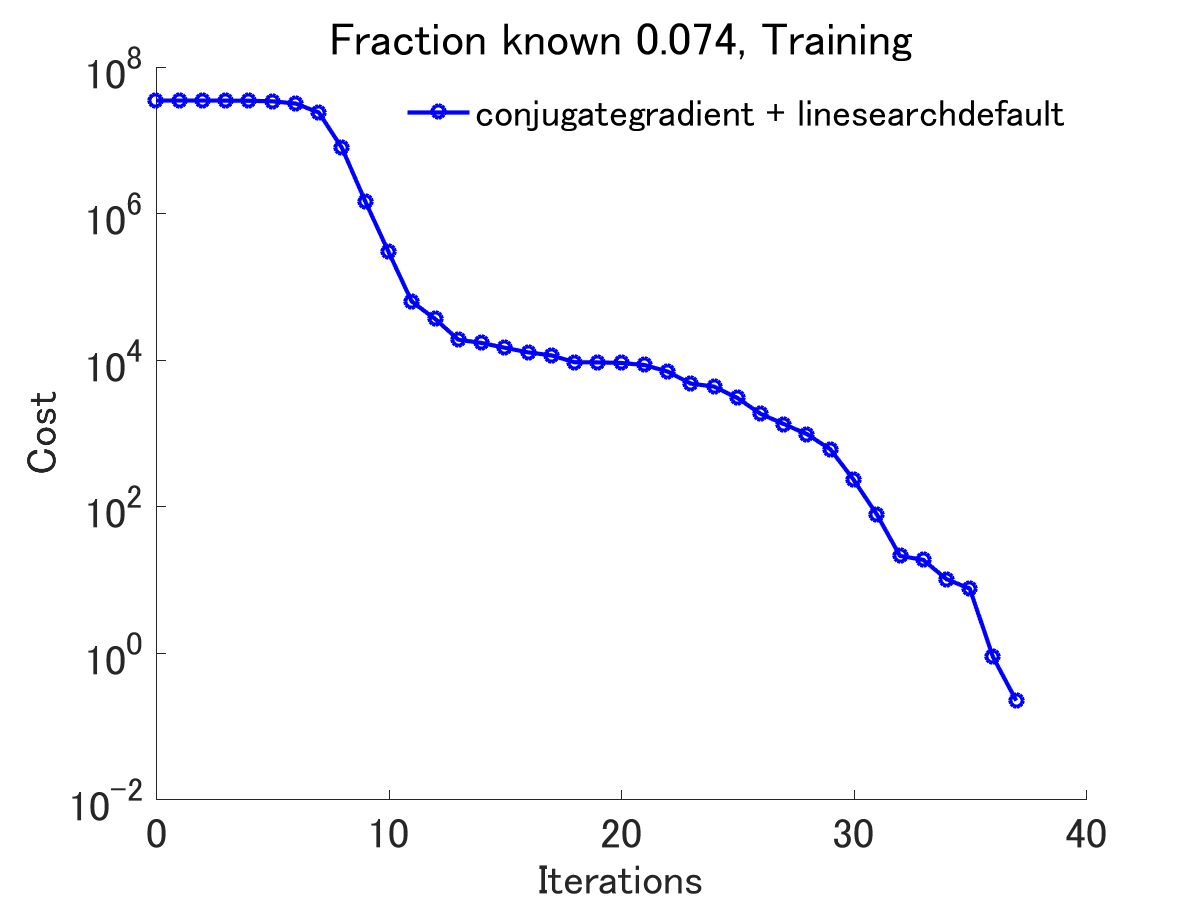 Fraction known 0.074, Training
conjugategradient + linesearchdefault
10^8
10^6
10^4
10^2
10^0
10^−2
Cost
0 10 20 30 40
Iterations